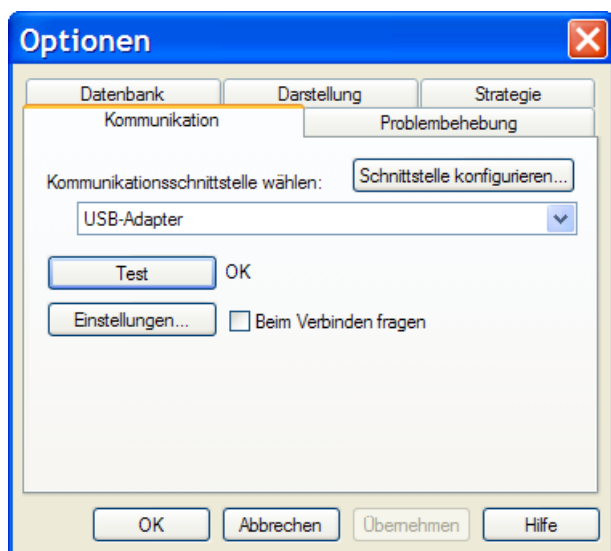 Optionen
Datenbank Darstellung Strategie
Kommunikation Problembehebung
Kommunikationsschnittstelle wählen: Schnittstelle konfigurieren...
USB-Adapter
Test OK
Einstellungen... Beim Verbinden fragen
OK Abbrechen Übernehmen Hilfe